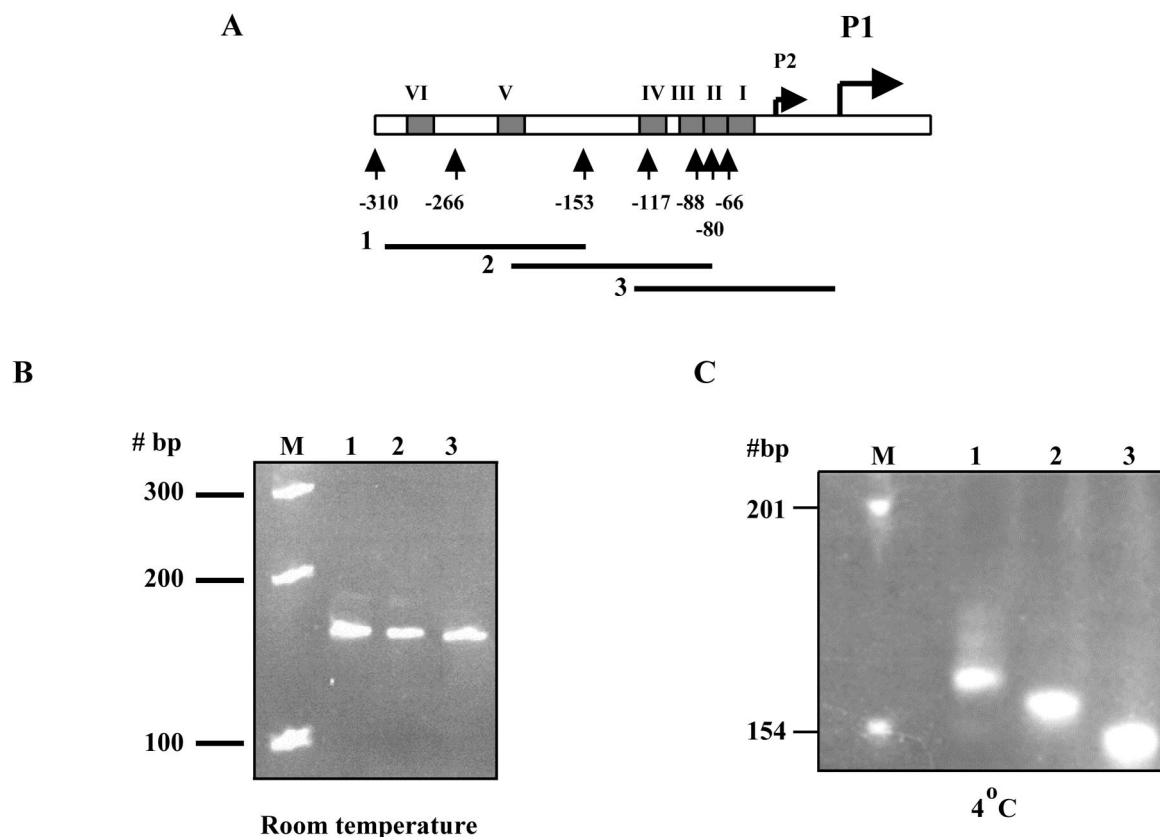 A
P1
P2
VI V IV III II I
-310 -266 -153 -117 -88 -66
-80
1
2
3
B
# bp M 1 2 3
300
200
100
Room temperature
C
#bp M 1 2 3
201
154
4°C